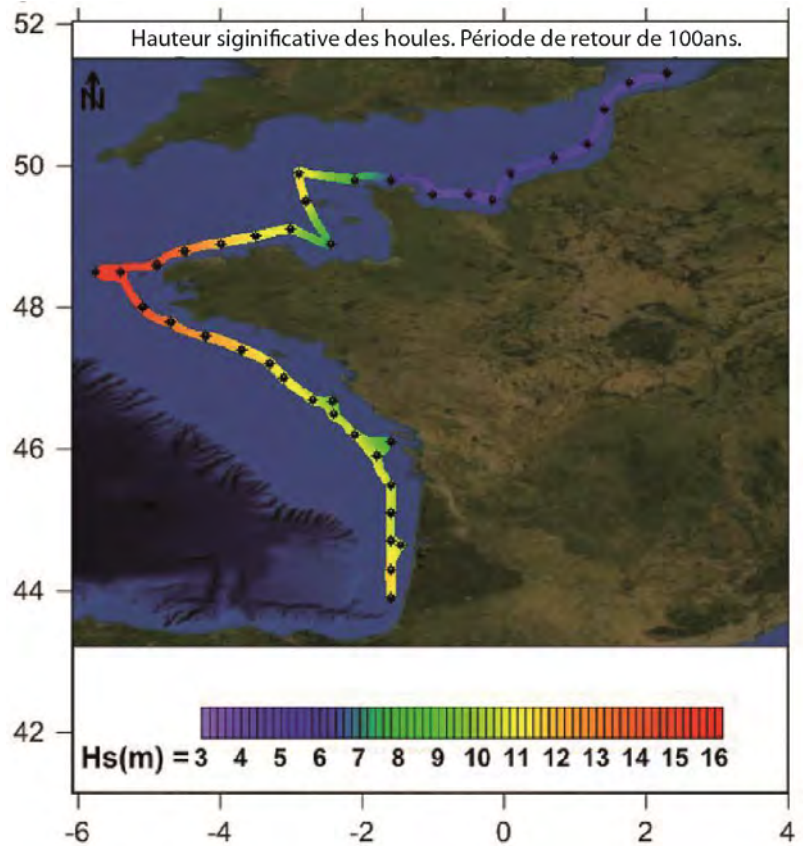 Hauteur siginificative des houles. Période de retour de 100ans.
52
N
50
48
46
44
42
Hs(m) = 3 4 5 6 7 8 9 10 11 12 13 14 15 16
-6 -4 -2 0 2 4